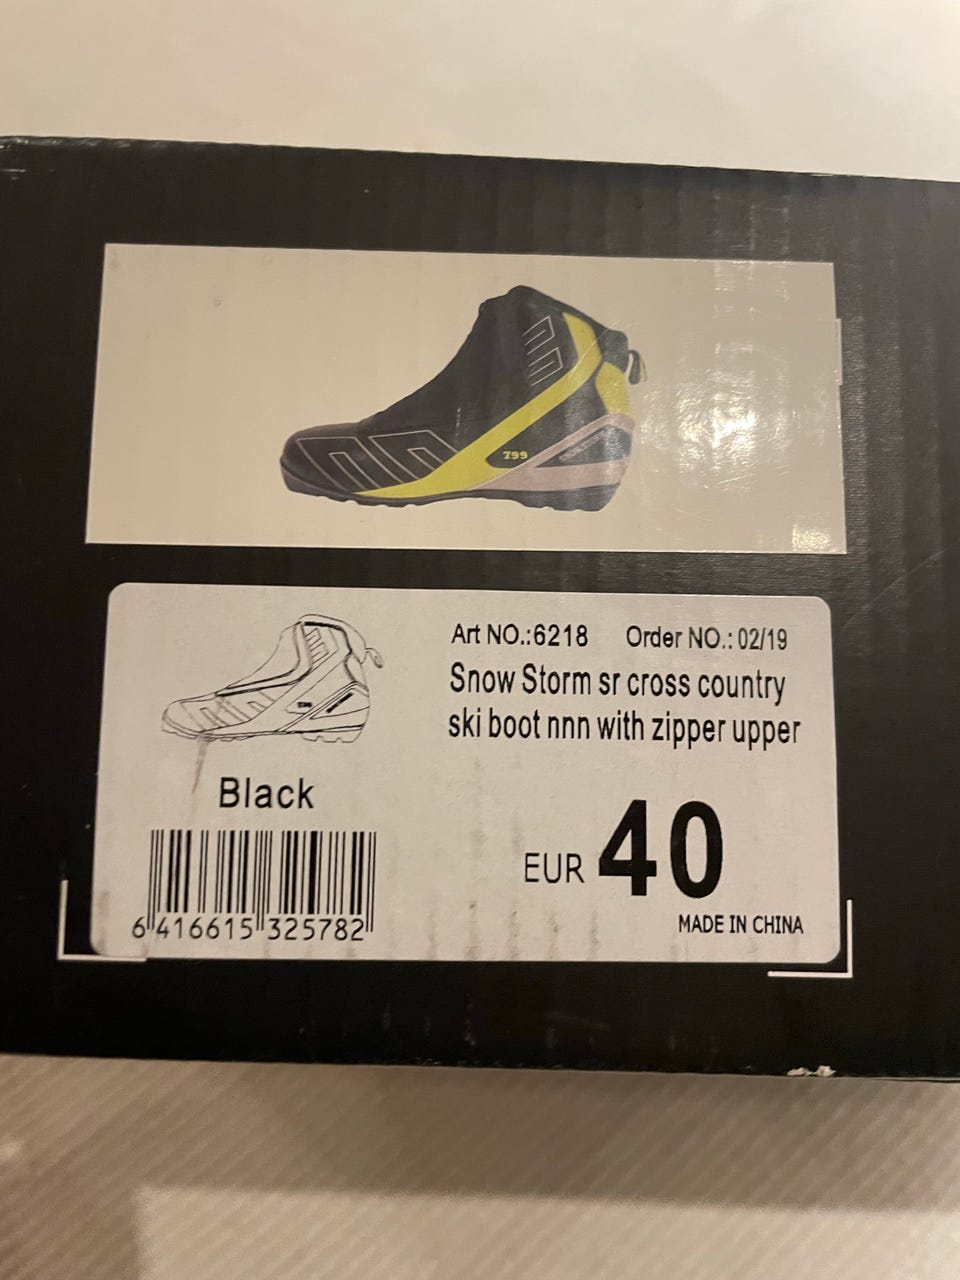 799
Art NO.:6218 Order NO.: 02/19
Snow Storm sr cross country
ski boot nnn with zipper upper
Black
EUR 40
6 416615 325782
MADE IN CHINA